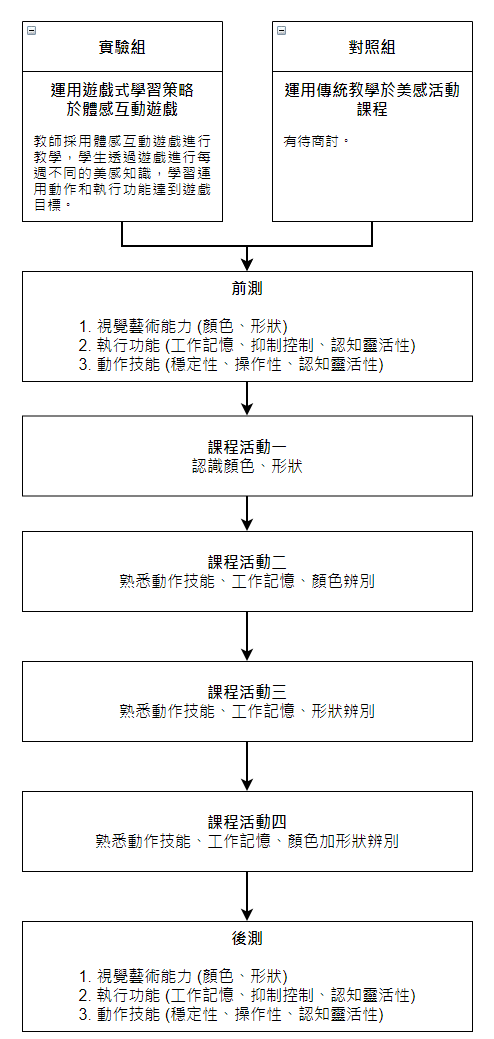 實驗組
運用遊戲式學習策略
於體感互動遊戲
教師採用體感互動遊戲進行
教學，學生透過遊戲進行每
週不同的美感知識，學習運
用動作和執行功能達到遊戲
目標。
對照組
運用傳統教學於美感活動
課程
有待商討。
前測
1. 視覺藝術能力 (顏色、形狀)
2. 執行功能 (工作記憶、抑制控制、認知靈活性)
3. 動作技能 (穩定性、操作性、認知靈活性)
課程活動一
認識顏色、形狀
課程活動二
熟悉動作技能、工作記憶、顏色辨別
課程活動三
熟悉動作技能、工作記憶、形狀辨別
課程活動四
熟悉動作技能、工作記憶、顏色加形狀辨別
後測
1. 視覺藝術能力 (顏色、形狀)
2. 執行功能 (工作記憶、抑制控制、認知靈活性)
3. 動作技能 (穩定性、操作性、認知靈活性)